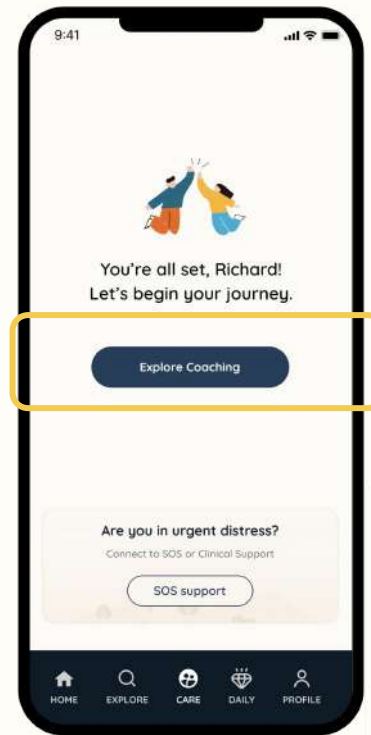 9:41
You're all set, Richard!
Let's begin your journey.
Explore Coaching
Are you in urgent distress?
Connect to SOS or Clinical Support
SOS support
HOME EXPLORE CARE DAILY PROFILE